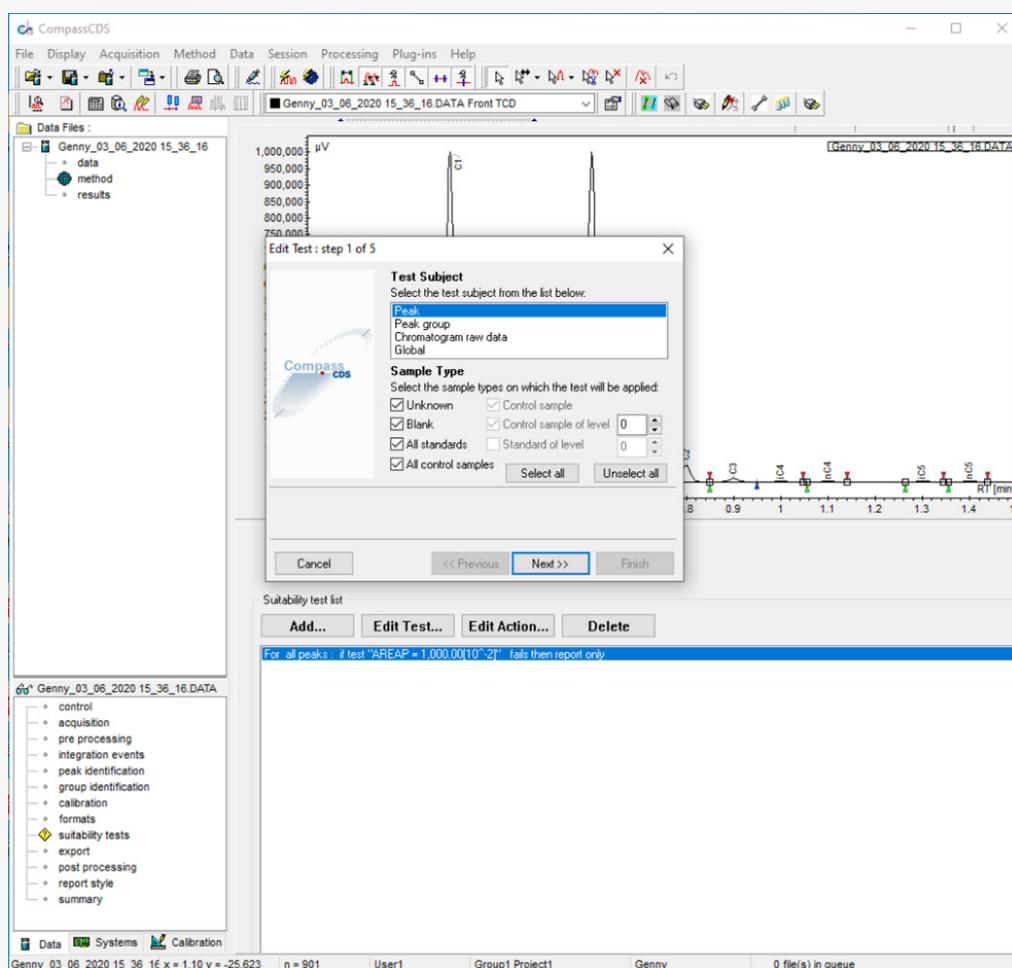 CompassCDS
File Display Acquisition Method Data Session Processing Plug-ins Help
Genny_03_06_2020 15_36_16.DATA Front TCD
Data Files :
Genny_03_06_2020 15_36_16
data
method
results
µV
Genny_03_06_2020 15_36_16.DATA
1,000,000
950,000
900,000
850,000
800,000
750,000
C1
Edit Test : step 1 of 5
Compass CDS
Test Subject
Select the test subject from the list below:
Peak
Peak group
Chromatogram raw data
Global
Sample Type
Select the sample types on which the test will be applied:
Unknown Control sample
Blank Control sample of level 0
All standards Standard of level 0
All control samples Select all Unselect all
Cancel << Previous Next >> Finish
C3 iC4 nC4 iC5 nC5
RT [min
.8 0.9 1 1.1 1.2 1.3 1.4
Suitability test list
Add... Edit Test... Edit Action... Delete
For all peaks : if test "AREAP = 1,000.00[10^-2]" fails then report only
Genny_03_06_2020 15_36_16.DATA
control
acquisition
pre processing
integration events
peak identification
group identification
calibration
formats
suitability tests
export
post processing
report style
summary
Data Systems Calibration
Genny_03_06_2020 15_36_16 x = 1.10 y = -25.623 n = 901 User1 Group1 Project1 Genny 0 file(s) in queue